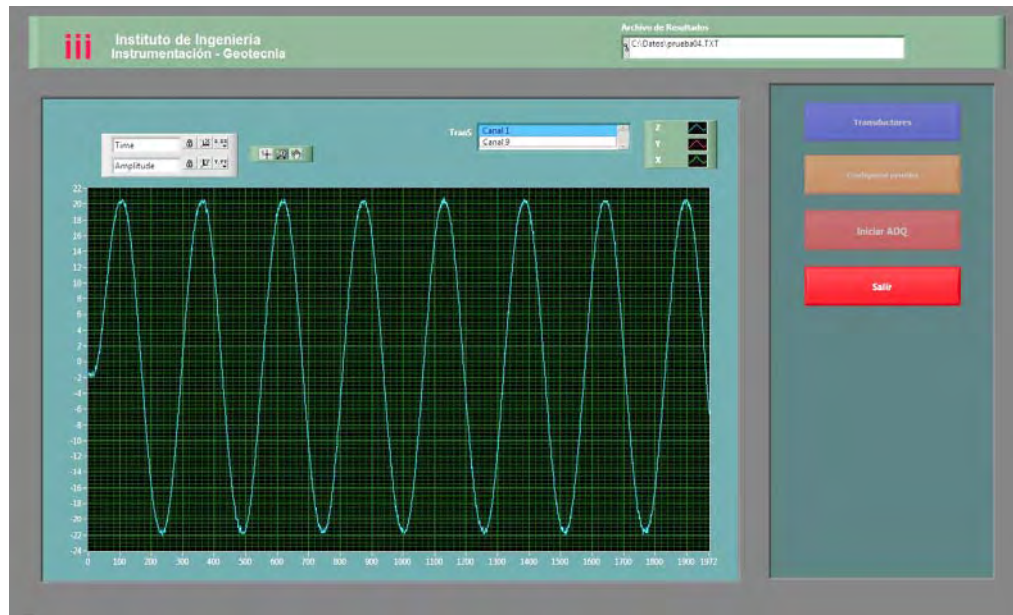 Archivo de Resultados
iii Instituto de Ingeniería
Instrumentación - Geotecnia
C:\Datos\prueba04.TXT
Transductores
TranS Canal 1
Canal 9
Z
Y
X
Time
Amplitude
Configurar prueba
Iniciar ADQ
Salir
22
20
18
16
14
12
10
8
6
4
2
0
-2
-4
-6
-8
-10
-12
-14
-16
-18
-20
-22
-24
0 100 200 300 400 500 600 700 800 900 1000 1100 1200 1300 1400 1500 1600 1700 1800 1900 1972